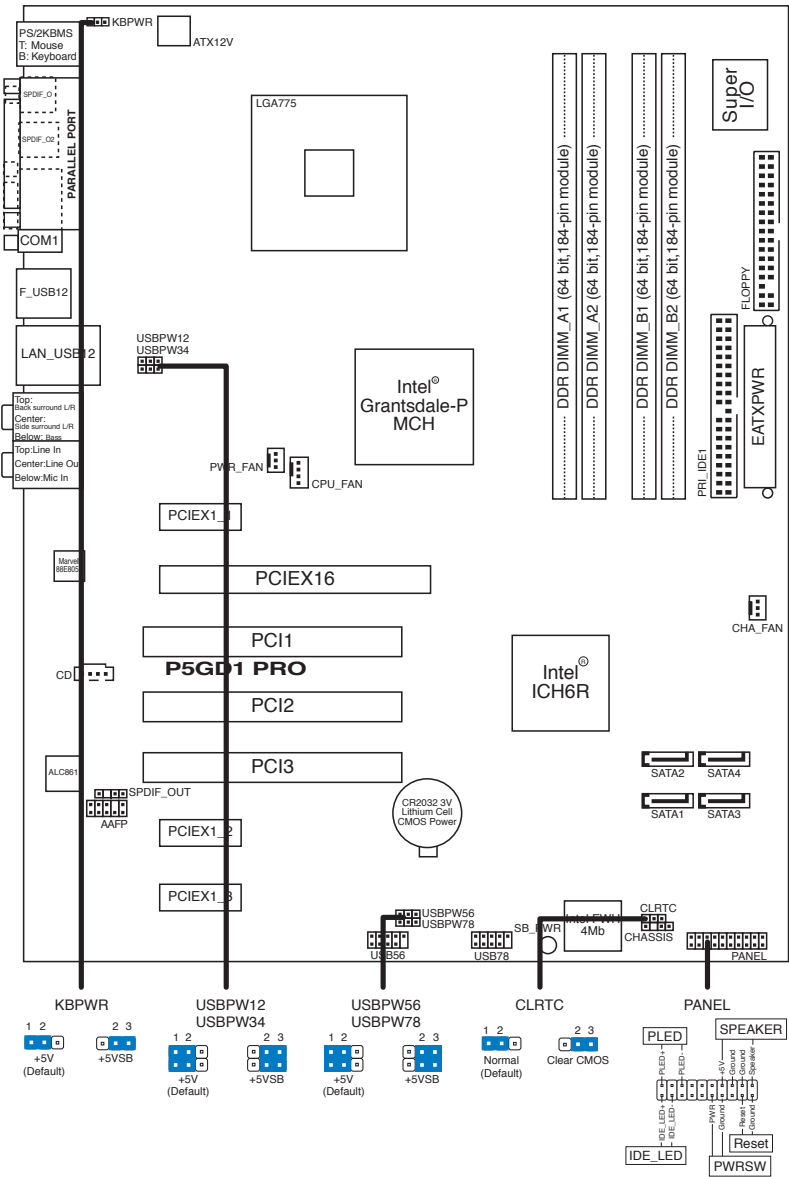 KBPWR
PS/2KBMS
T: Mouse
B: Keyboard
ATX12V
SPDIF_O
SPDIF_O2
PARALLEL PORT
LGA775
Super
I/O
COM1
F_USB12
LAN_USB12
USBPW12
USBPW34
Top:
Back surround L/R
Center:
Side surround L/R
Below: Bass
Top:Line In
Center:Line Out
Below:Mic In
Intel®
Grantsdale-P
MCH
DDR DIMM_A1 (64 bit,184-pin module)
DDR DIMM_A2 (64 bit,184-pin module)
DDR DIMM_B1 (64 bit,184-pin module)
DDR DIMM_B2 (64 bit,184-pin module)
FLOPPY
PRI_IDE1
EATXPWR
PWR_FAN
CPU_FAN
PCIEX1_1
Marvell
PCIEX16
CHA_FAN
PCI1
P5GD1 PRO
CD
Intel®
ICH6R
PCI2
PCI3
ALC861
SPDIF_OUT
AAFP
CR2032 3V
Lithium Cell
CMOS Power
SATA2
SATA4
SATA1
SATA3
PCIEX1_2
PCIEX1_3
USBPW56
USBPW78
USB56
USB78
SB_PWR
Intel FWH
4Mb
CLRTC
CHASSIS
PANEL
KBPWR
1 2
+5V
(Default)
2 3
+5VSB
USBPW12
USBPW34
1 2
+5V
(Default)
2 3
+5VSB
USBPW56
USBPW78
1 2
+5V
(Default)
2 3
+5VSB
CLRTC
1 2
Normal
(Default)
2 3
Clear CMOS
PANEL
PLED
SPEAKER
PLED+
PLED-
+5V
Ground
Ground
Speaker
IDE_LED+
IDE_LED-
PWR
Ground
Reset
Ground
IDE_LED
Reset
PWRSW